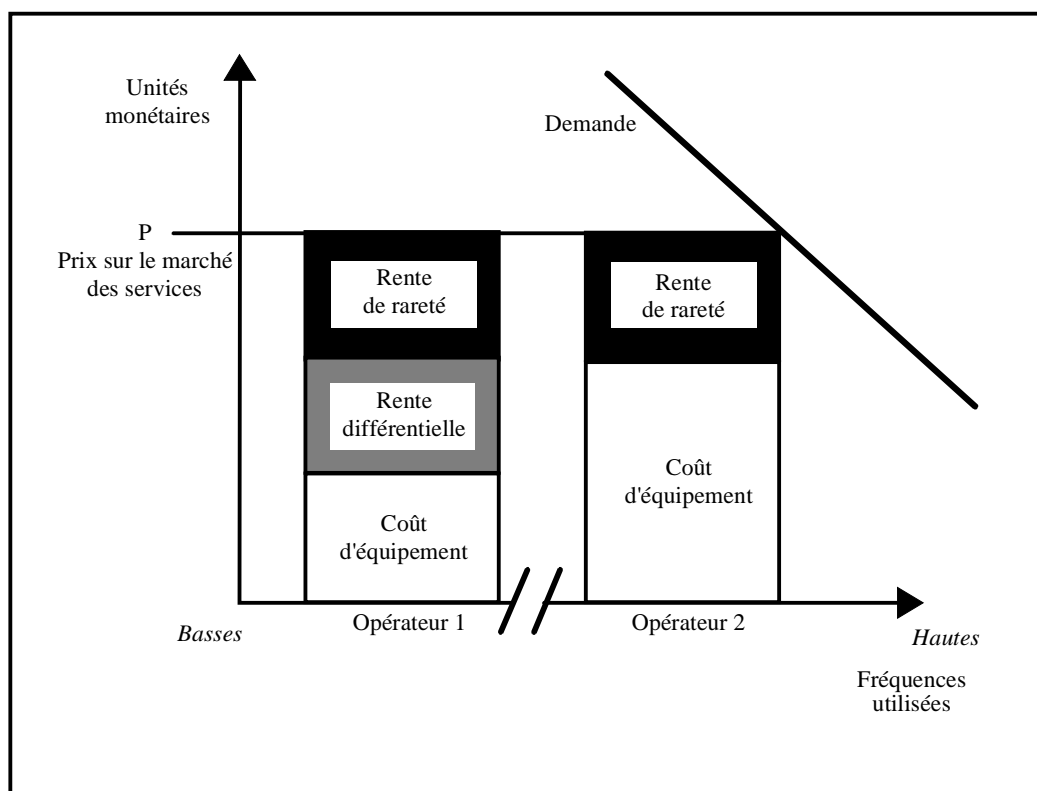 Unités
monétaires
Demande
P
Prix sur le marché
des services
Rente
de rareté
Rente
de rareté
Rente
différentielle
Coût
d'équipement
Coût
d'équipement
Basses
Opérateur 1
Opérateur 2
Hautes
Fréquences
utilisées